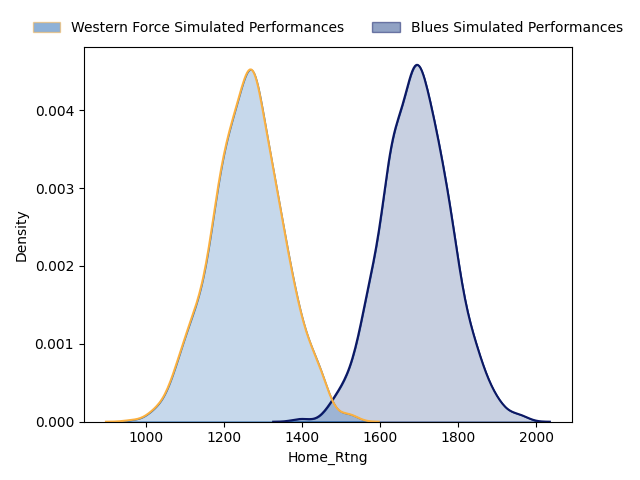 Western Force Simulated Performances
Blues Simulated Performances
0.004
0.003
0.002
0.001
0.000
Density
1000 1200 1400 1600 1800 2000
Home_Rtng